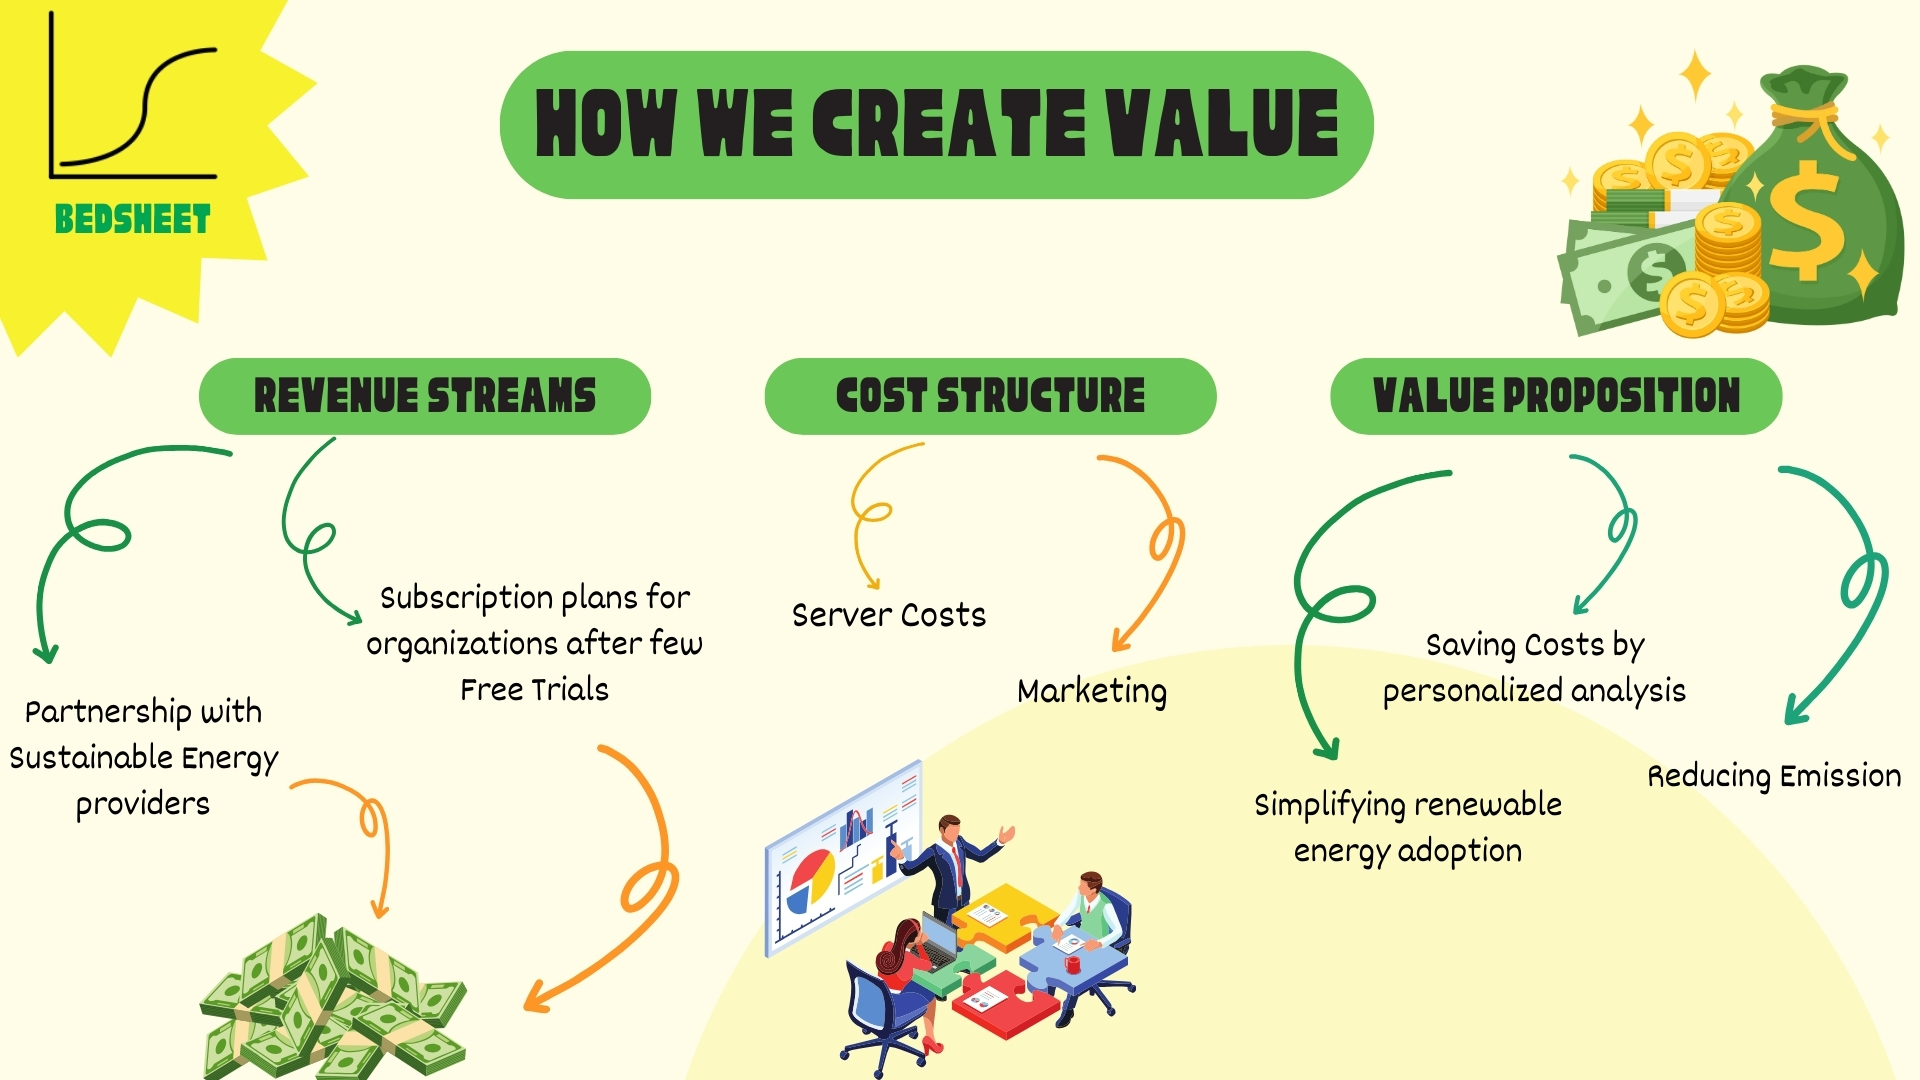 BEDSHEET
HOW WE CREATE VALUE
REVENUE STREAMS
Partnership with
Sustainable Energy
providers
Subscription plans for
organizations after few
Free Trials
COST STRUCTURE
Server Costs
Marketing
VALUE PROPOSITION
Simplifying renewable
energy adoption
Saving Costs by
personalized analysis
Reducing Emission